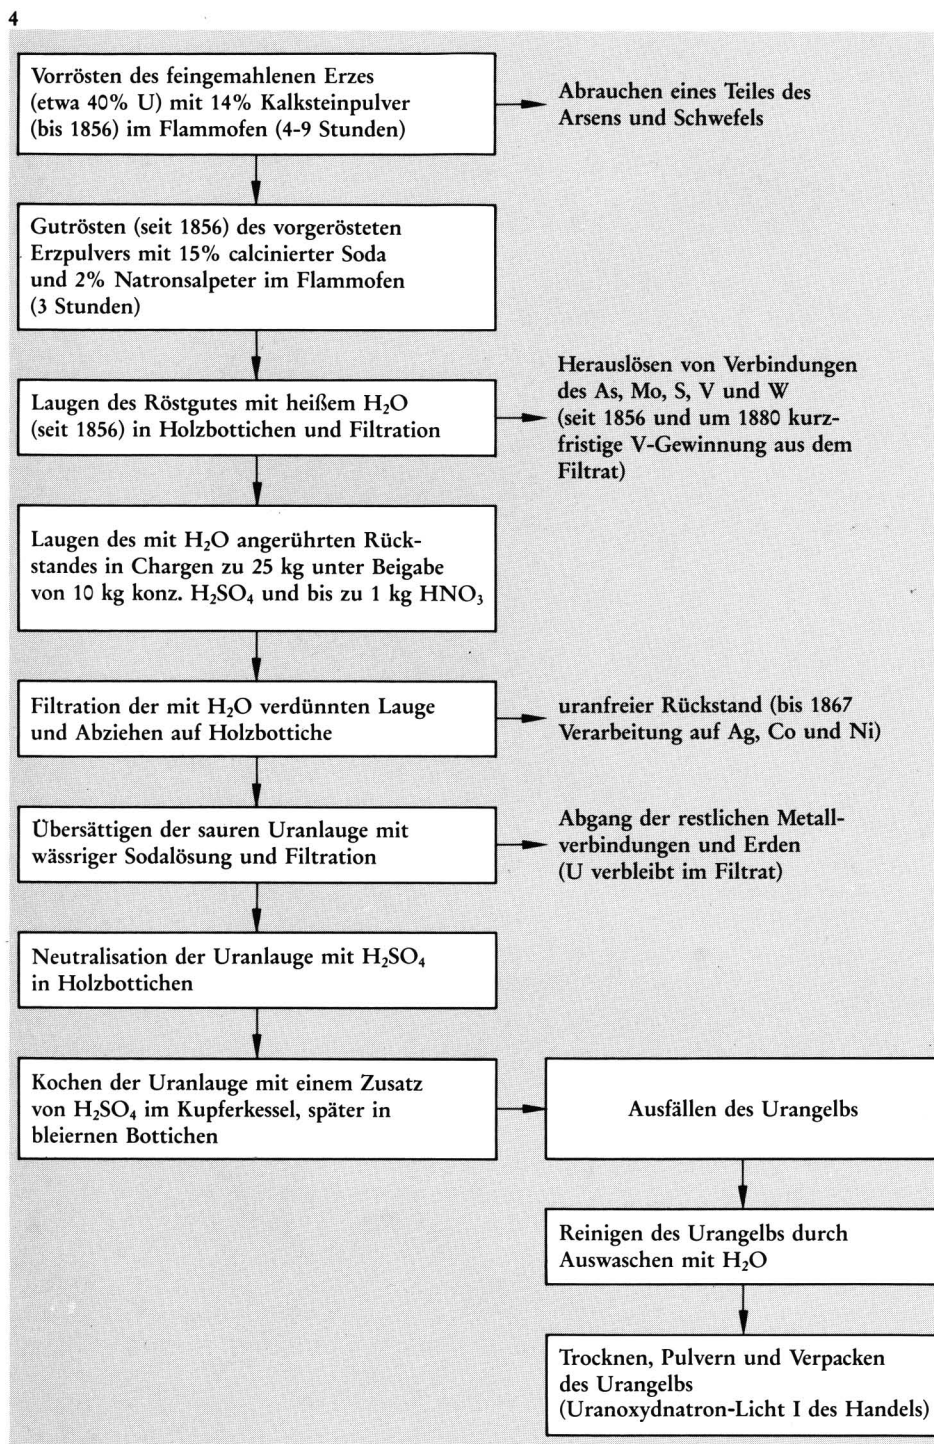 4
Vorrösten des feingemahlenen Erzes
(etwa 40% U) mit 14% Kalksteinpulver
(bis 1856) im Flammofen (4-9 Stunden)
Abrauchen eines Teiles des
Arsens und Schwefels
Gutrösten (seit 1856) des vorgerösteten
Erzpulvers mit 15% calcinierter Soda
und 2% Natronsalpeter im Flammofen
(3 Stunden)
Laugen des Röstgutes mit heißem H₂O
(seit 1856) in Holzbottichen und Filtration
Herauslösen von Verbindungen
des As, Mo, S, V und W
(seit 1856 und um 1880 kurz-
fristige V-Gewinnung aus dem
Filtrat)
Laugen des mit H₂O angerührten Rück-
standes in Chargen zu 25 kg unter Beigabe
von 10 kg konz. H₂SO₄ und bis zu 1 kg HNO₃
Filtration der mit H₂O verdünnten Lauge
und Abziehen auf Holzbottiche
uranfreier Rückstand (bis 1867
Verarbeitung auf Ag, Co und Ni)
Übersättigen der sauren Uranlauge mit
wässriger Sodalösung und Filtration
Abgang der restlichen Metall-
verbindungen und Erden
(U verbleibt im Filtrat)
Neutralisation der Uranlauge mit H₂SO₄
in Holzbottichen
Kochen der Uranlauge mit einem Zusatz
von H₂SO₄ im Kupferkessel, später in
bleiernen Bottichen
Ausfällen des Urangelbs
Reinigen des Urangelbs durch
Auswaschen mit H₂O
Trocknen, Pulvern und Verpacken
des Urangelbs
(Uranoxydnatron-Licht I des Handels)